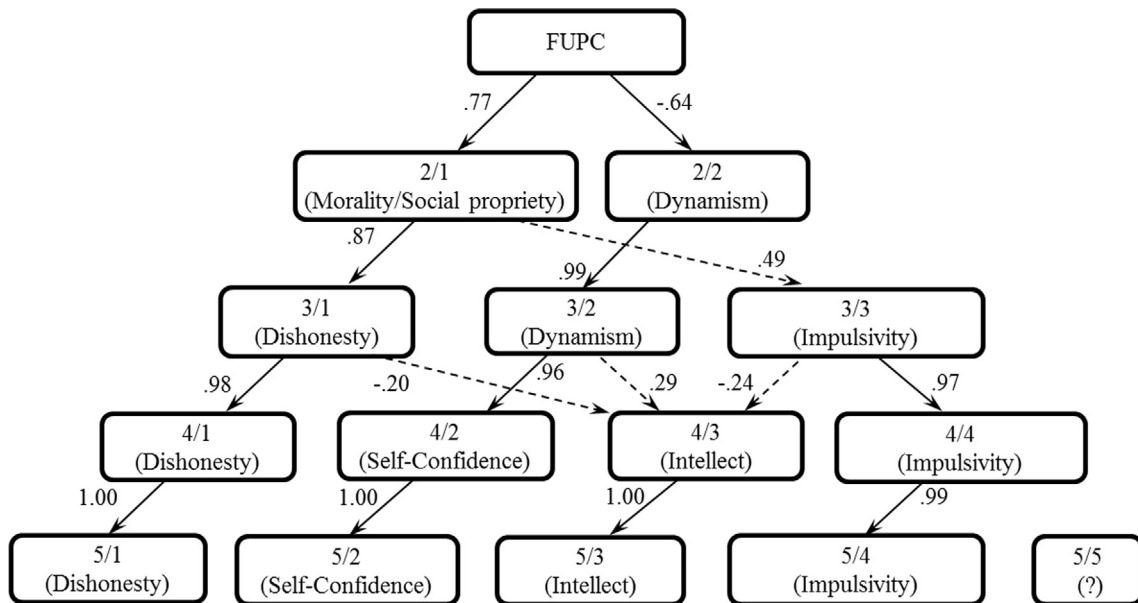 FUPC
.77
-.64
2/1
(Morality/Social propriety)
2/2
(Dynamism)
.87
.99
.49
3/1
(Dishonesty)
3/2
(Dynamism)
3/3
(Impulsivity)
.98
-.20
.96
.29
-.24
.97
4/1
(Dishonesty)
4/2
(Self-Confidence)
4/3
(Intellect)
4/4
(Impulsivity)
1.00
1.00
1.00
.99
5/1
(Dishonesty)
5/2
(Self-Confidence)
5/3
(Intellect)
5/4
(Impulsivity)
5/5
(?)